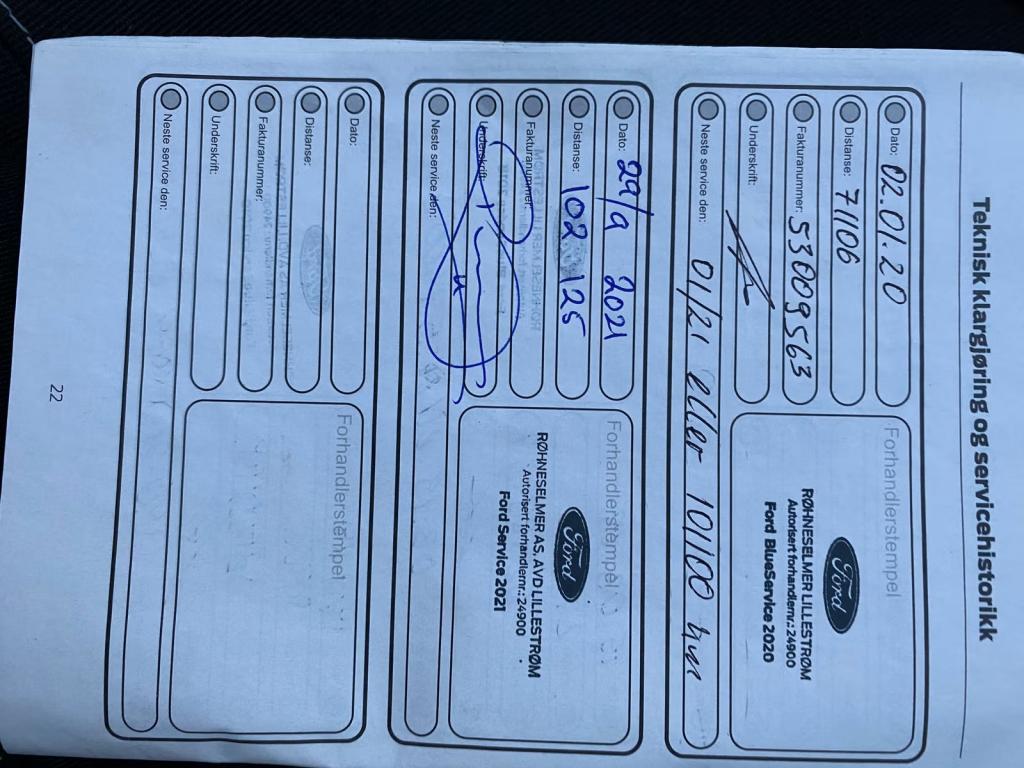 Teknisk klargjøring og servicehistorikk
Dato: 02.01.20
Distanse: 71106
Fakturanummer: 53009563
Underskrift:
Neste service den: 01/21 eller 101100 km
Forhandlerstempel
Ford
RØHNESELMER LILLESTRØM
Autorisert forhandlernr.: 24900
Ford BlueService 2020
Dato: 29/9 2021
Distanse: 102 125
Fakturanummer:
Underskrift:
Neste service den:
Forhandlerstempel
Ford
RØHNESELMER AS. AVD LILLESTRØM
Autorisert forhandlernr.: 24900
Ford Service 2021
Dato:
Distanse:
Fakturanummer:
Underskrift:
Neste service den:
Forhandlerstempel
22